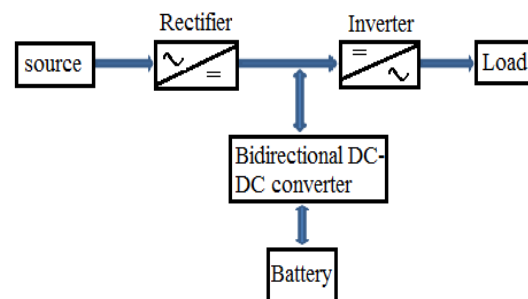 Rectifier
Inverter
source
Load
Bidirectional DC-
DC converter
Battery